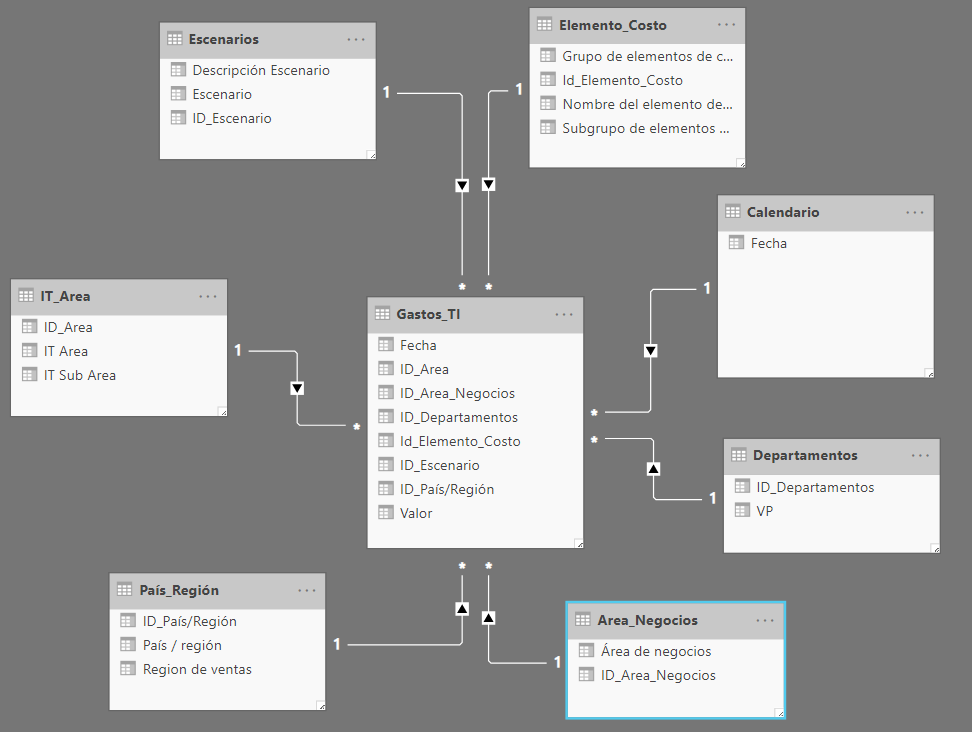 Escenarios ...
Descripción Escenario
Escenario
ID_Escenario
1
Elemento_Costo ...
Grupo de elementos de c...
Id_Elemento_Costo
Nombre del elemento de...
Subgrupo de elementos ...
1
* *
Calendario ...
Fecha
1
IT_Area ...
ID_Area
IT Area
IT Sub Area
1
*
Gastos_TI ...
Fecha
ID_Area
ID_Area_Negocios
ID_Departamentos
Id_Elemento_Costo
ID_Escenario
ID_País/Región
Valor
*
*
Departamentos ...
ID_Departamentos
VP
1
* *
País_Región ...
ID_País/Región
País / región
Region de ventas
1
Area_Negocios ...
Área de negocios
ID_Area_Negocios
1